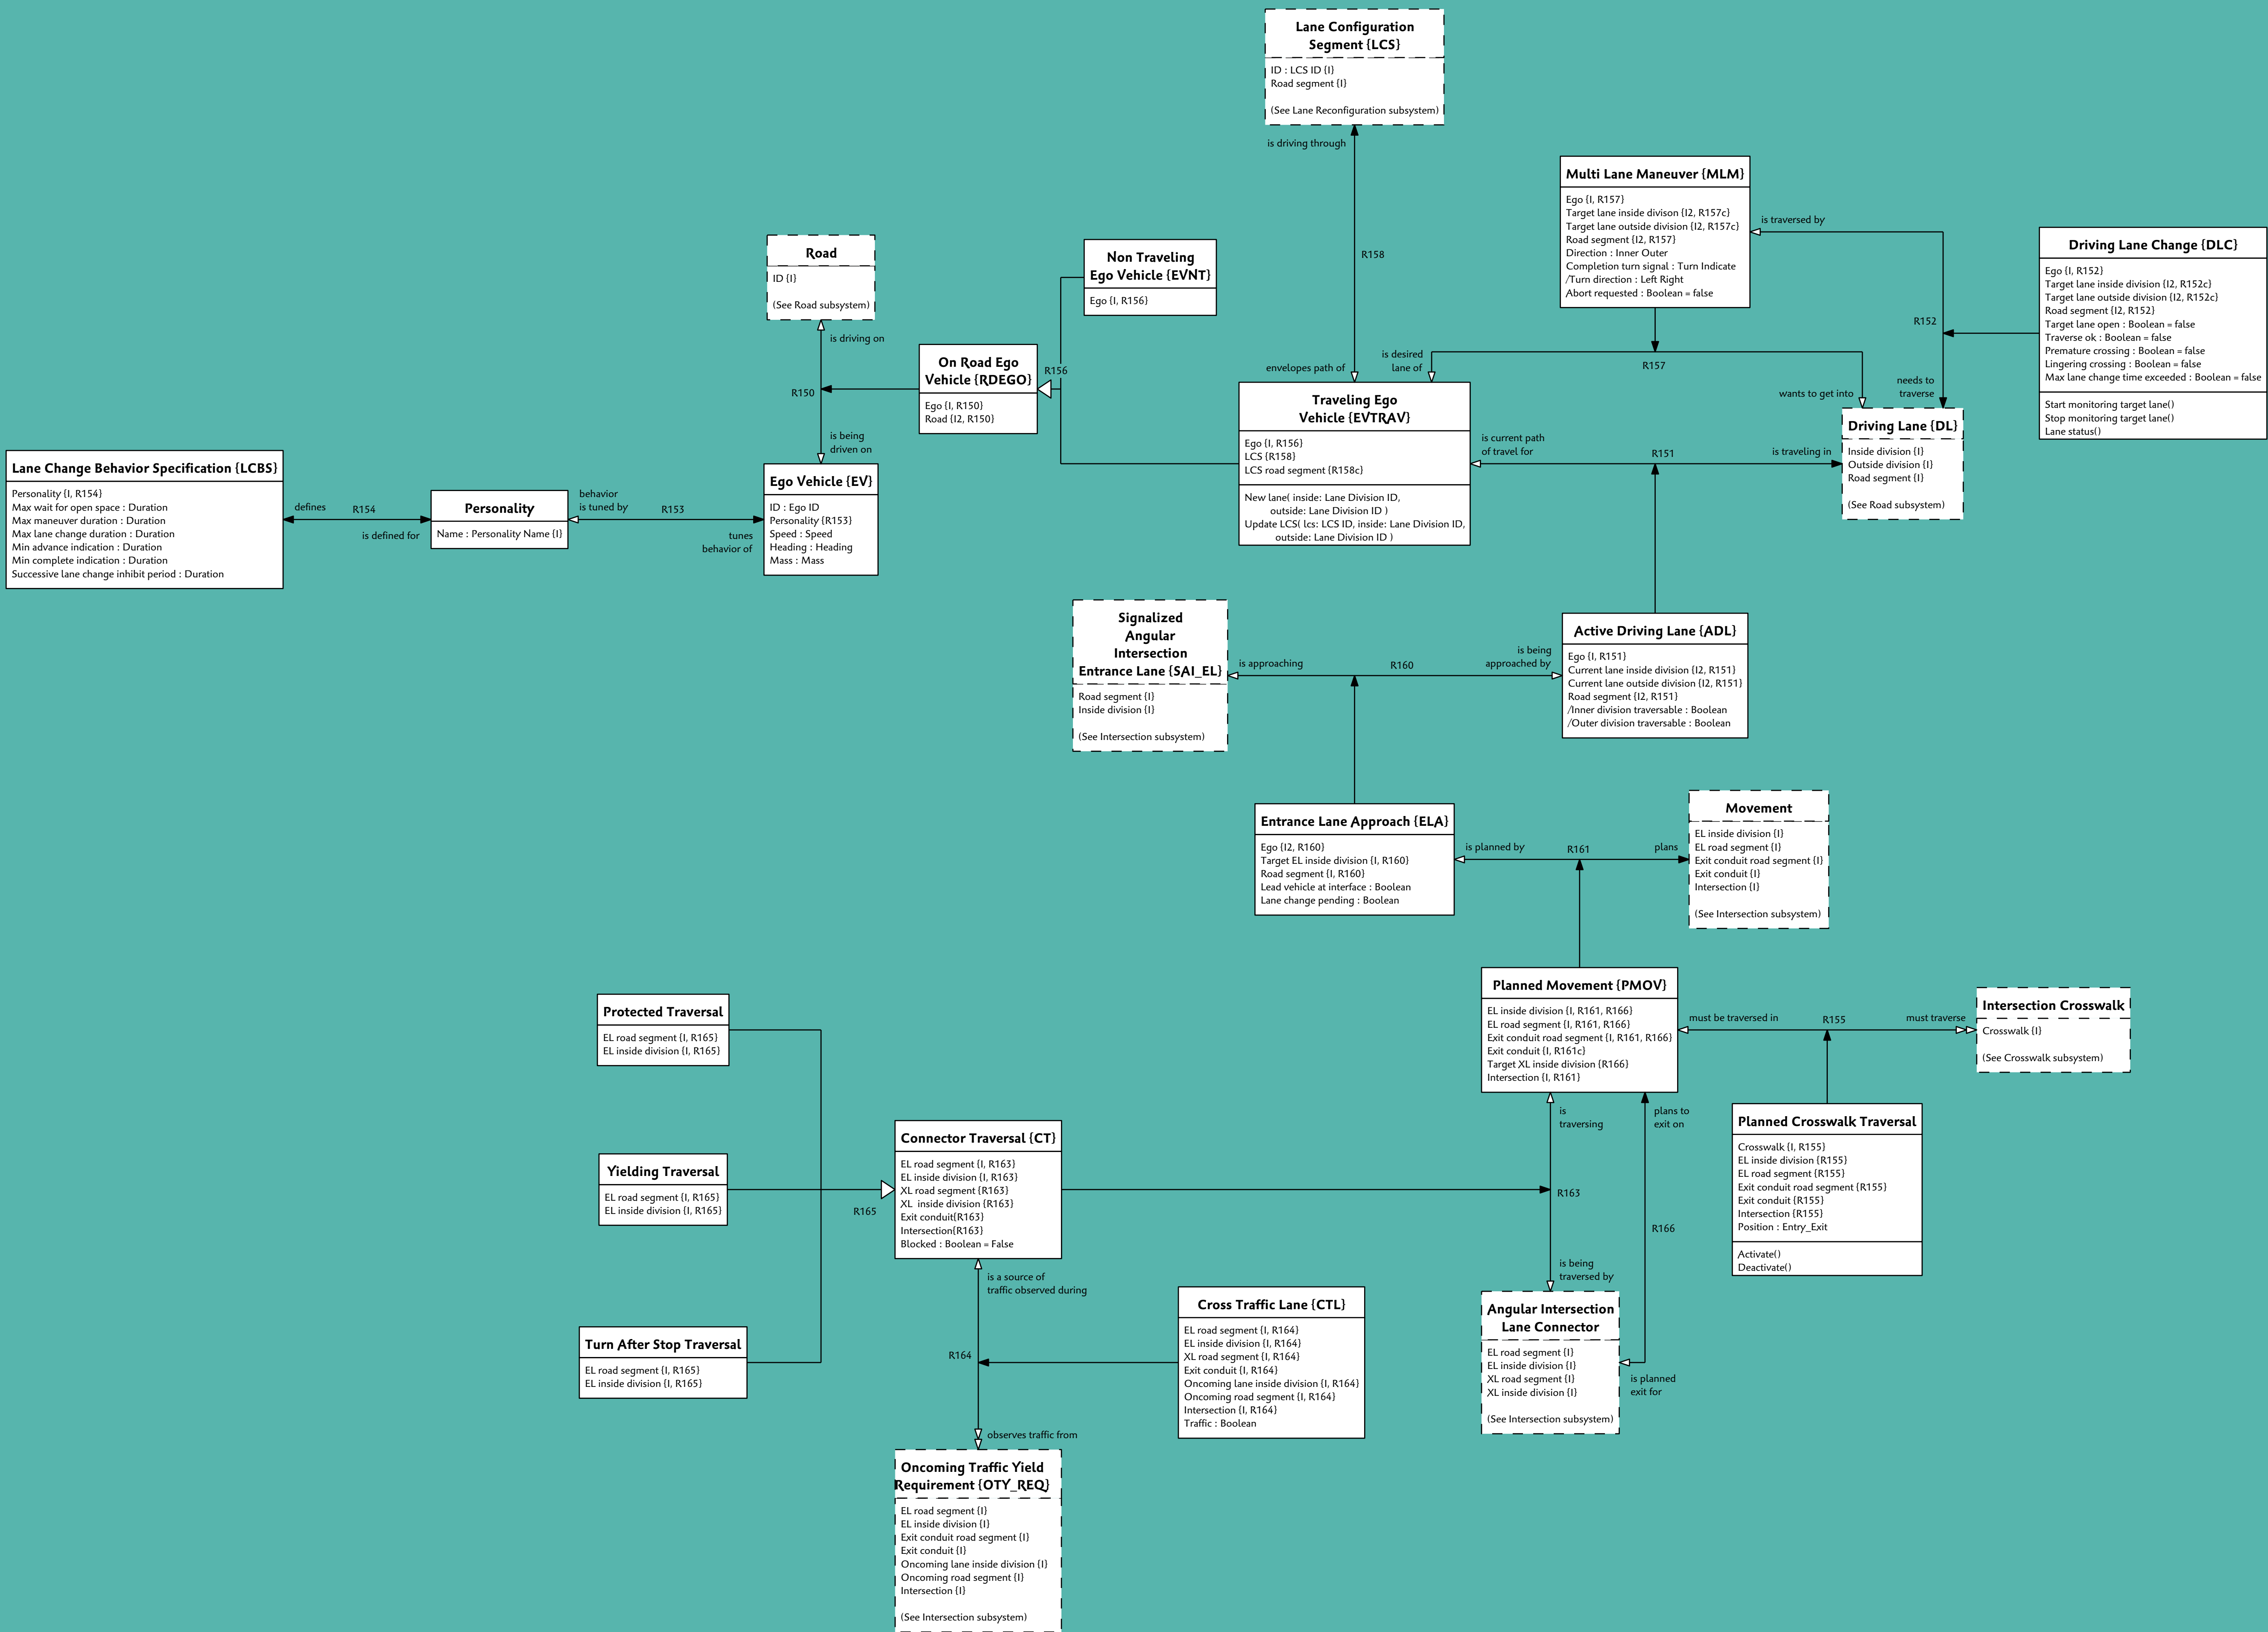 Lane Configuration
Segment {LCS}
ID : LCS ID {I}
Road segment {I}
(See Lane Reconfiguration subsystem)
is driving through
R158
envelopes path of
Multi Lane Maneuver {MLM}
Ego {I, R157}
Target lane inside divison {I2, R157c}
Target lane outside division {I2, R157c}
Road segment {I2, R157}
Direction : Inner Outer
Completion turn signal : Turn Indicate
/Turn direction : Left Right
Abort requested : Boolean = false
is traversed by
R152
needs to
traverse
Driving Lane Change {DLC}
Ego {I, R152}
Target lane inside division {I2, R152c}
Target lane outside division {I2, R152c}
Road segment {I2, R152}
Target lane open : Boolean = false
Traverse ok : Boolean = false
Premature crossing : Boolean = false
Lingering crossing : Boolean = false
Max lane change time exceeded : Boolean = false
Start monitoring target lane()
Stop monitoring target lane()
Lane status()
Road
ID {I}
(See Road subsystem)
is driving on
R150
is being
driven on
Non Traveling
Ego Vehicle {EVNT}
Ego {I, R156}
On Road Ego
Vehicle {RDEGO}
Ego {I, R150}
Road {I2, R150}
R156
is desired
lane of
R157
wants to get into
Traveling Ego
Vehicle {EVTRAV}
Ego {I, R156}
LCS {R158}
LCS road segment {R158c}
New lane( inside: Lane Division ID,
outside: Lane Division ID )
Update LCS( lcs: LCS ID, inside: Lane Division ID,
outside: Lane Division ID )
is current path
of travel for
R151
is traveling in
Driving Lane {DL}
Inside division {I}
Outside division {I}
Road segment {I}
(See Road subsystem)
Lane Change Behavior Specification {LCBS}
Personality {I, R154}
Max wait for open space : Duration
Max maneuver duration : Duration
Max lane change duration : Duration
Min advance indication : Duration
Min complete indication : Duration
Successive lane change inhibit period : Duration
defines
R154
is defined for
Personality
Name : Personality Name {I}
behavior
is tuned by
R153
tunes
behavior of
Ego Vehicle {EV}
ID : Ego ID
Personality {R153}
Speed : Speed
Heading : Heading
Mass : Mass
Signalized
Angular
Intersection
Entrance Lane {SAI_EL}
Road segment {I}
Inside division {I}
(See Intersection subsystem)
is approaching
R160
is being
approached by
Active Driving Lane {ADL}
Ego {I, R151}
Current lane inside division {I2, R151}
Current lane outside division {I2, R151}
Road segment {I2, R151}
/Inner division traversable : Boolean
/Outer division traversable : Boolean
Entrance Lane Approach {ELA}
Ego {I2, R160}
Target EL inside division {I, R160}
Road segment {I, R160}
Lead vehicle at interface : Boolean
Lane change pending : Boolean
is planned by
R161
plans
Movement
EL inside division {I}
EL road segment {I}
Exit conduit road segment {I}
Exit conduit {I}
Intersection {I}
(See Intersection subsystem)
Planned Movement {PMOV}
EL inside division {I, R161, R166}
EL road segment {I, R161, R166}
Exit conduit road segment {I, R161, R166}
Exit conduit {I, R161c}
Target XL inside division {R166}
Intersection {I, R161}
must be traversed in
R155
must traverse
Intersection Crosswalk
Crosswalk {I}
(See Crosswalk subsystem)
Planned Crosswalk Traversal
Crosswalk {I, R155}
EL inside division {R155}
EL road segment {R155}
Exit conduit road segment {R155}
Exit conduit {R155}
Intersection {R155}
Position : Entry_Exit
Activate()
Deactivate()
Protected Traversal
EL road segment {I, R165}
EL inside division {I, R165}
Yielding Traversal
EL road segment {I, R165}
EL inside division {I, R165}
Turn After Stop Traversal
EL road segment {I, R165}
EL inside division {I, R165}
R165
Connector Traversal {CT}
EL road segment {I, R163}
EL inside division {I, R163}
XL road segment {R163}
XL  inside division {R163}
Exit conduit{R163}
Intersection{R163}
Blocked : Boolean = False
is
traversing
R163
is being
traversed by
plans to
exit on
R166
is planned
exit for
Angular Intersection
Lane Connector
EL road segment {I}
EL inside division {I}
XL road segment {I}
XL inside division {I}
(See Intersection subsystem)
is a source of
traffic observed during
R164
observes traffic from
Cross Traffic Lane {CTL}
EL road segment {I, R164}
EL inside division {I, R164}
XL road segment {I, R164}
Exit conduit {I, R164}
Oncoming lane inside division {I, R164}
Oncoming road segment {I, R164}
Intersection {I, R164}
Traffic : Boolean
Oncoming Traffic Yield
Requirement {OTY_REQ}
EL road segment {I}
EL inside division {I}
Exit conduit road segment {I}
Exit conduit {I}
Oncoming lane inside division {I}
Oncoming road segment {I}
Intersection {I}
(See Intersection subsystem)